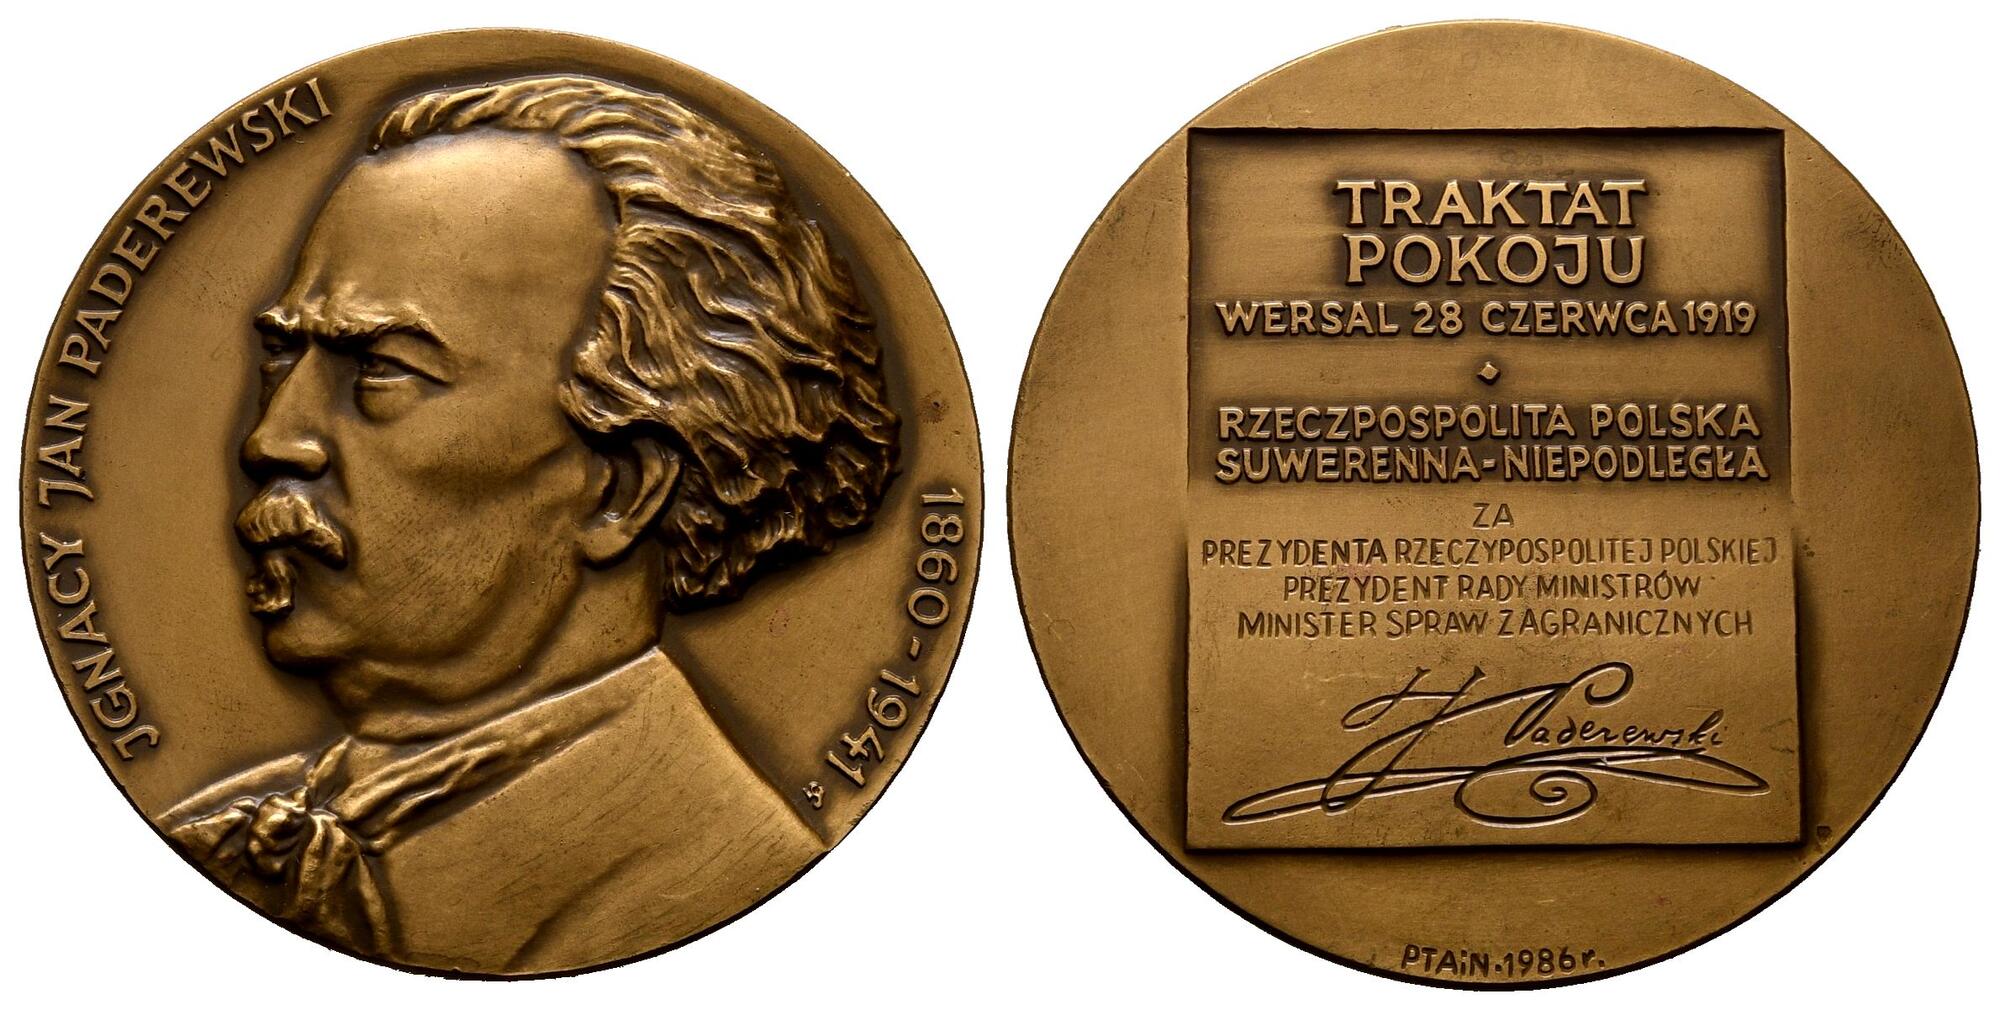 JGNACY JAN PADEREWSKI
1860-1941
TRAKTAT
POKOJU
WERSAL 28 CZERWCA 1919
RZECZPOSPOLITA POLSKA
SUWERENNA-NIEPODLEGŁA
ZA
PREZYDENTA RZECZYPOSPOLITEJ POLSKIEJ
PREZYDENT RADY MINISTRÓW
MINISTER SPRAW ZAGRANICZNYCH
J Paderewski
PTAiN·1986r.